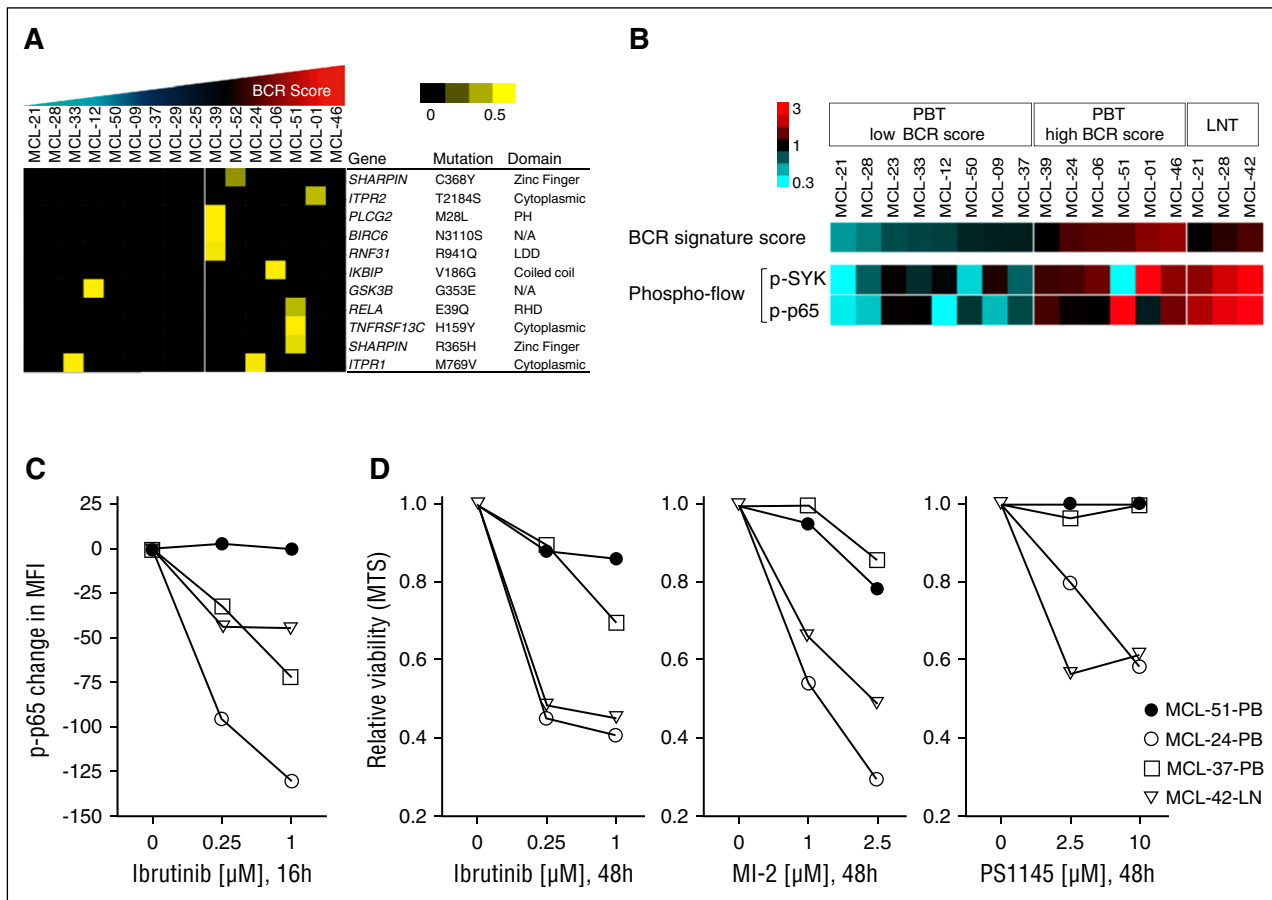 A
BCR Score
MCL-21 MCL-28 MCL-33 MCL-12 MCL-50 MCL-09 MCL-37 MCL-29 MCL-25 MCL-39 MCL-52 MCL-24 MCL-06 MCL-51 MCL-01 MCL-46
0 0.5
Gene Mutation Domain
SHARPIN C368Y Zinc Finger
ITPR2 T2184S Cytoplasmic
PLCG2 M28L PH
BIRC6 N3110S N/A
RNF31 R941Q LDD
IKBIP V186G Coiled coil
GSK3B G353E N/A
RELA E39Q RHD
TNFRSF13C H159Y Cytoplasmic
SHARPIN R365H Zinc Finger
ITPR1 M769V Cytoplasmic
B
3
1
0.3
PBT
low BCR score
PBT
high BCR score
LNT
MCL-21 MCL-28 MCL-23 MCL-33 MCL-12 MCL-50 MCL-09 MCL-37 MCL-39 MCL-24 MCL-06 MCL-51 MCL-01 MCL-46 MCL-21 MCL-28 MCL-42
BCR signature score
Phospho-flow
p-SYK
p-p65
C
p-p65 change in MFI
25
0
-25
-50
-75
-100
-125
-150
0 0.25 1
Ibrutinib [µM], 16h
D
Relative viability (MTS)
1.0
0.8
0.6
0.4
0.2
0 0.25 1
Ibrutinib [µM], 48h
1.0
0.8
0.6
0.4
0.2
0 1 2.5
MI-2 [µM], 48h
1.0
0.8
0.6
0.4
0.2
0 2.5 10
PS1145 [µM], 48h
MCL-51-PB
MCL-24-PB
MCL-37-PB
MCL-42-LN